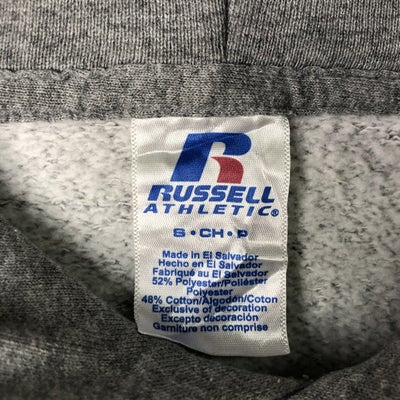 R
RUSSELL
ATHLETIC®
S • CH • P
Made in El Salvador
Hecho en El Salvador
Fabriqué au El Salvador
52% Polyester/Poliéster
Polyester
48% Cotton/Algodón/Coton
Exclusive of decoration
Excepto decoración
Garniture non comprise